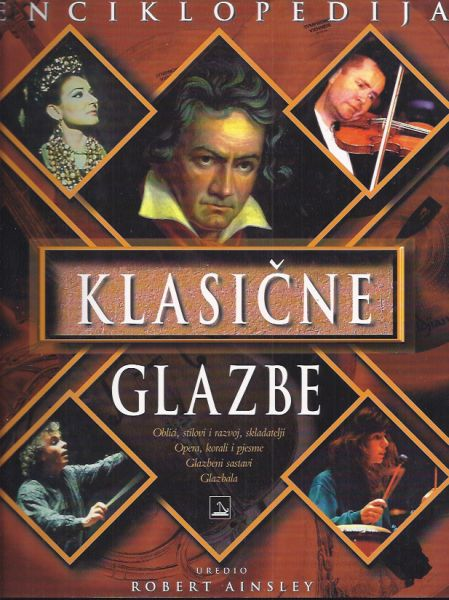 ENCIKLOPEDIJA
KLASIČNE
GLAZBE
Oblici, stilovi i razvoj, skladatelji
Opera, korali i pjesme
Glazbeni sastavi
Glazbala
UREDIO
ROBERT AINSLEY